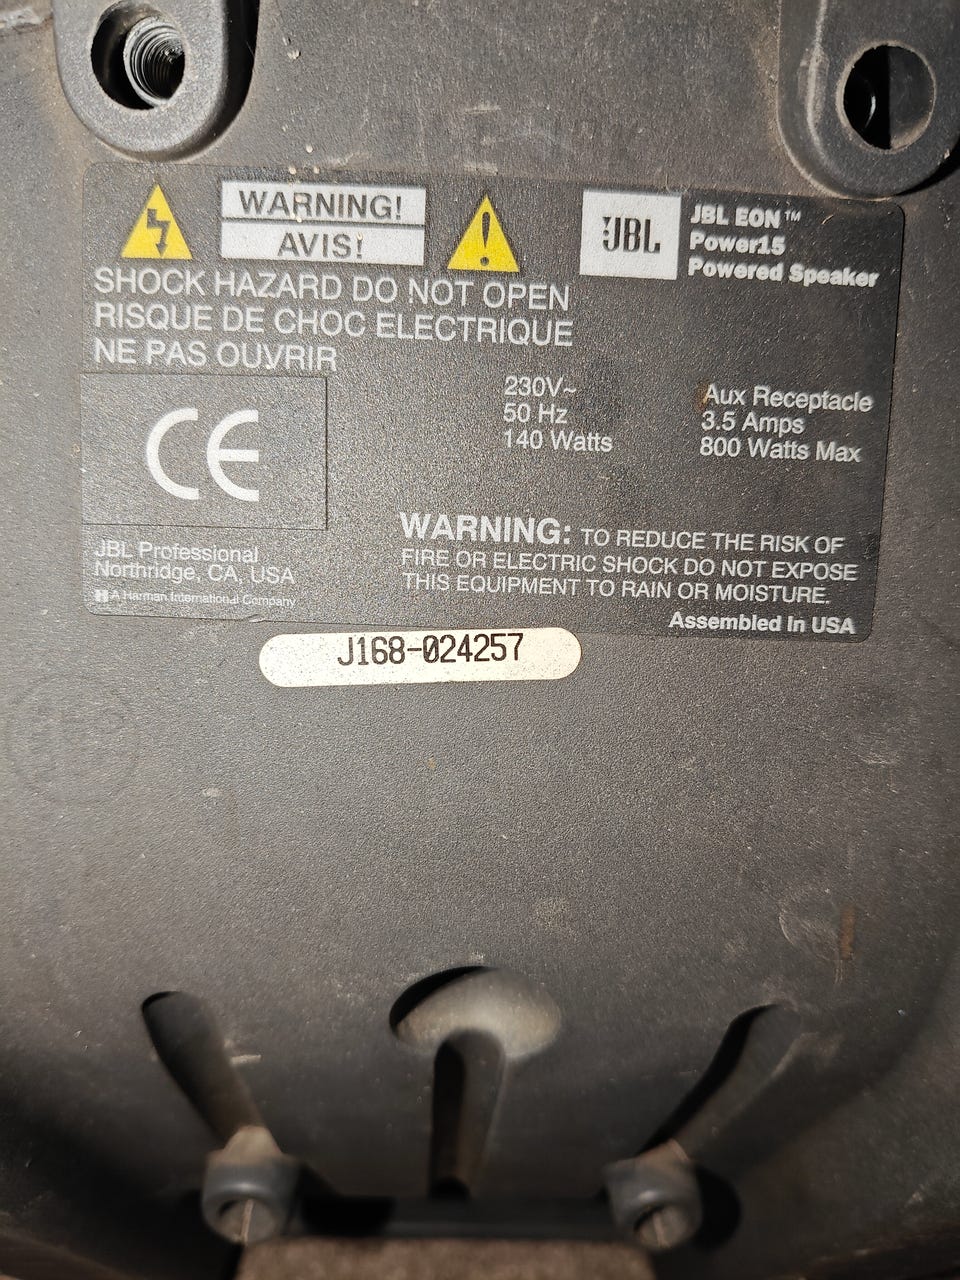 WARNING!
AVIS!
SHOCK HAZARD DO NOT OPEN
RISQUE DE CHOC ELECTRIQUE
NE PAS OUVRIR
JBL
JBL EON™
Power15
Powered Speaker
230V~
50 Hz
140 Watts
Aux Receptacle
3.5 Amps
800 Watts Max
CE
JBL Professional
Northridge, CA, USA
H A Harman International Company
WARNING: TO REDUCE THE RISK OF
FIRE OR ELECTRIC SHOCK DO NOT EXPOSE
THIS EQUIPMENT TO RAIN OR MOISTURE.
Assembled In USA
J168-024257